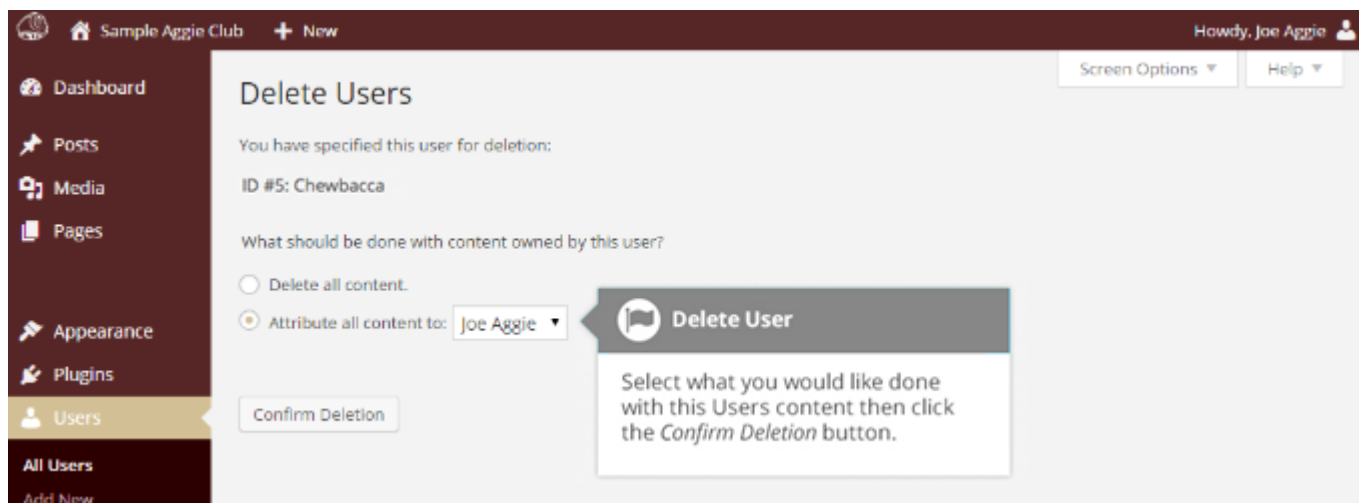 Sample Aggie Club
New
Howdy, Joe Aggie
Screen Options
Help
Dashboard
Posts
Media
Pages
Appearance
Plugins
Users
All Users
Add New
Delete Users
You have specified this user for deletion:
ID #5: Chewbacca
What should be done with content owned by this user?
Delete all content.
Attribute all content to: Joe Aggie
Confirm Deletion
Delete User
Select what you would like done
with this Users content then click
the Confirm Deletion button.